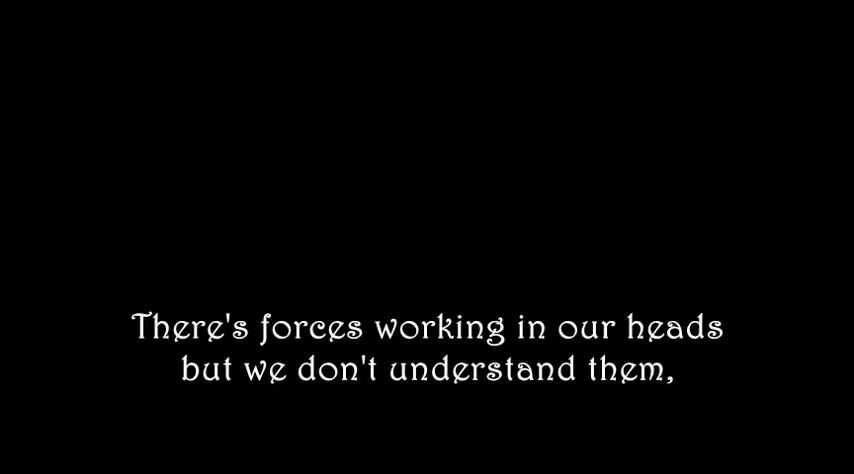 There's forces working in our heads
but we don't understand them,